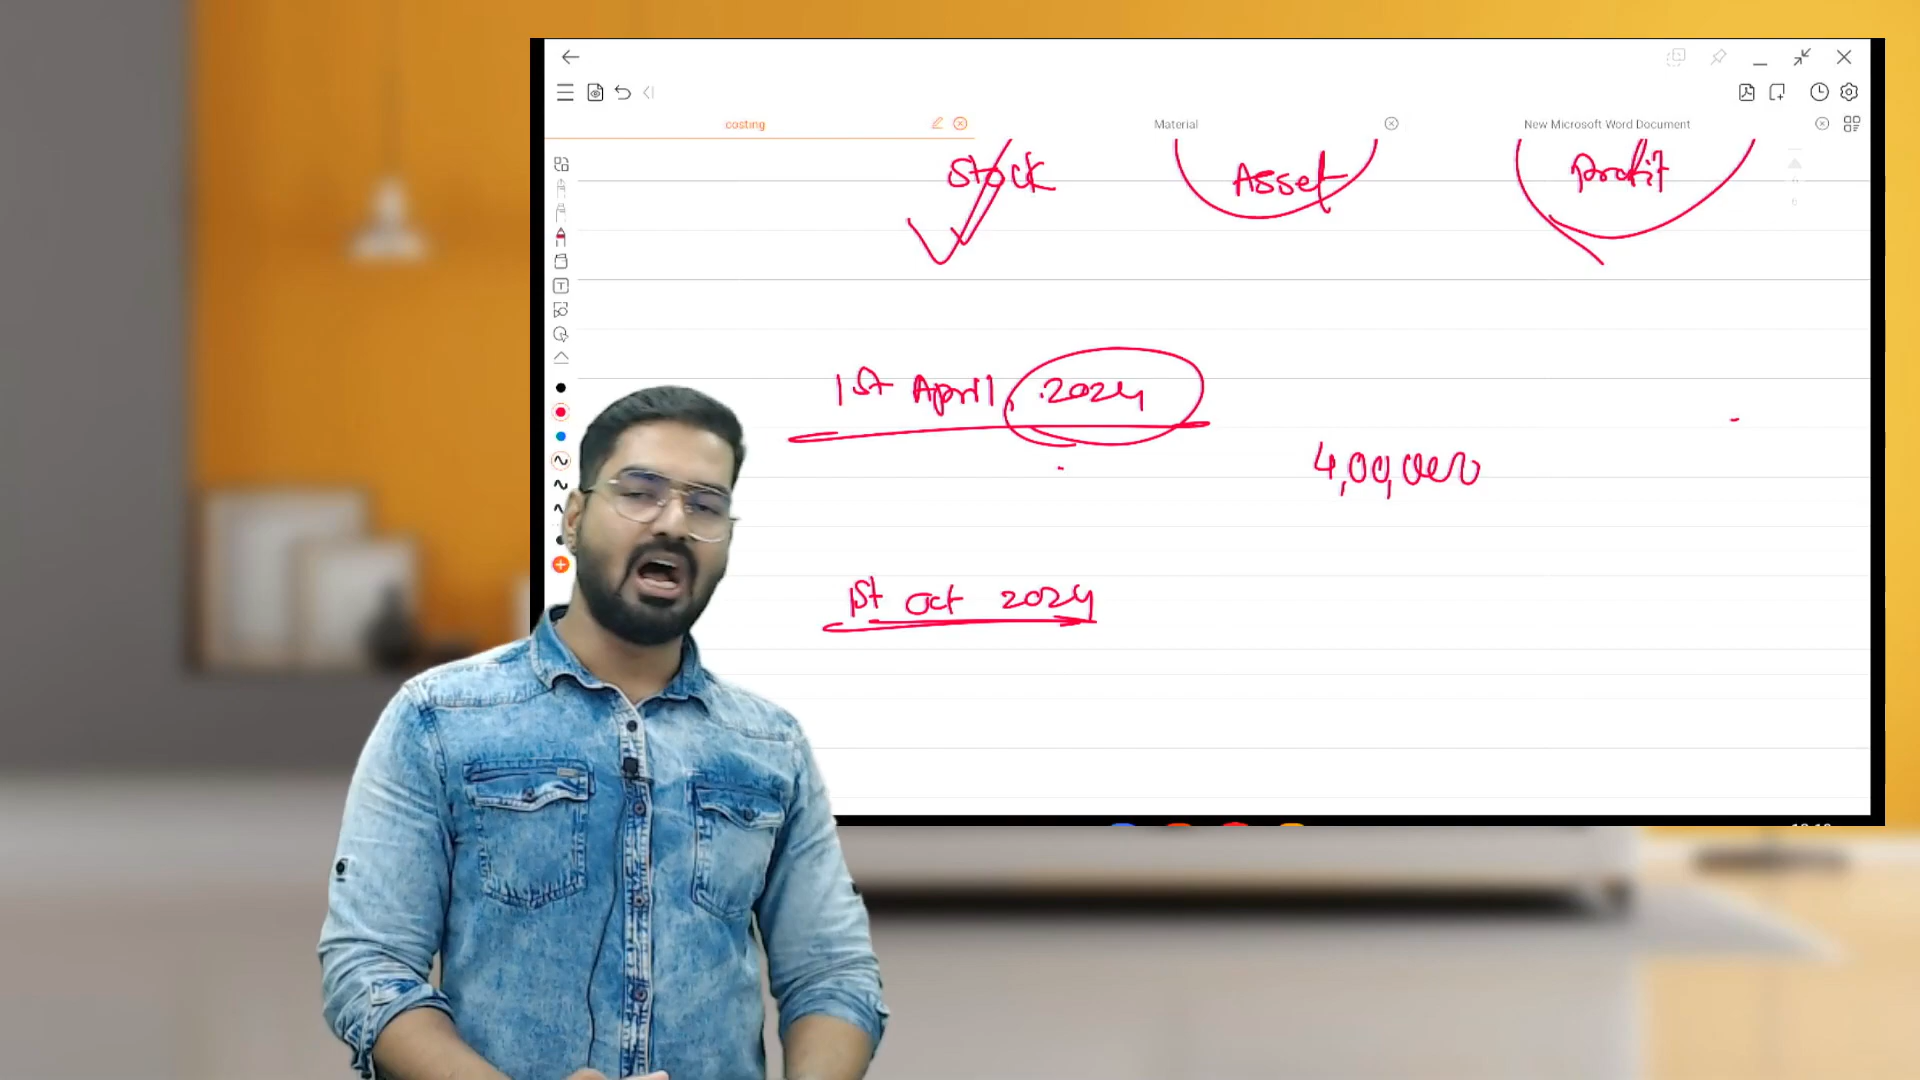 costing Material New Microsoft Word Document
Stock Asset Profit
1st April, 2024
4,00,000
1st Oct 2024